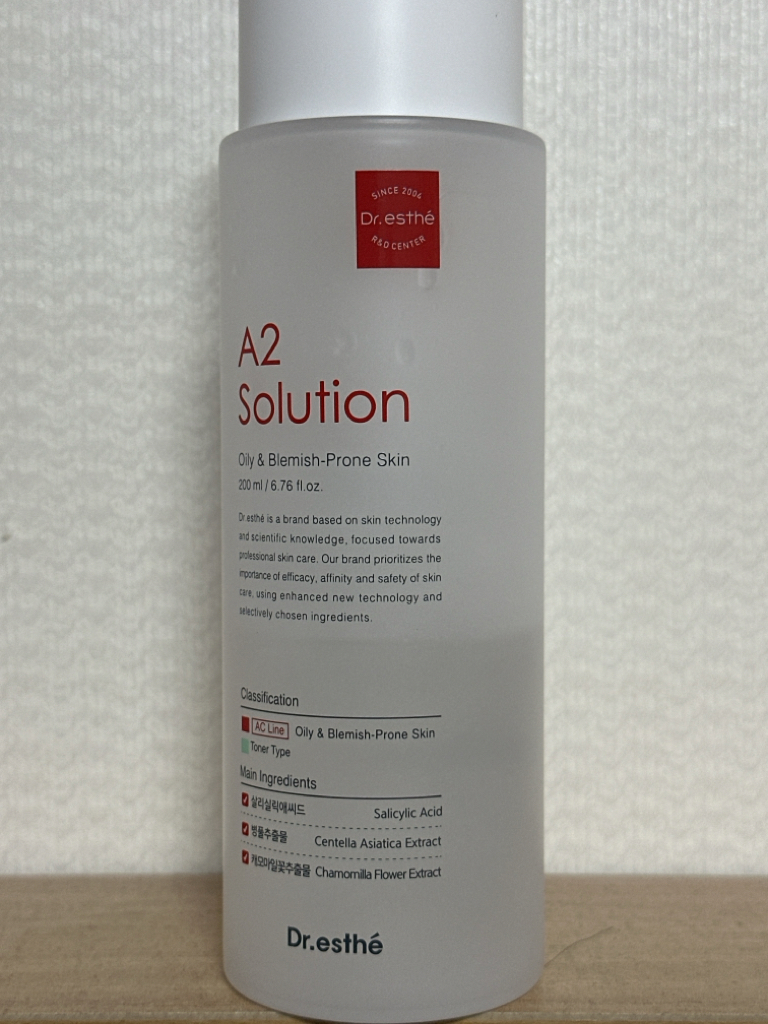 SINCE 2004
Dr.esthé
R&D CENTER
A2
Solution
Oily & Blemish-Prone Skin
200 ml / 6.76 fl.oz.
Dr.esthé is a brand based on skin technology
and scientific knowledge, focused towards
professional skin care. Our brand prioritizes the
importance of efficacy, affinity and safety of skin
care, using enhanced new technology and
selectively chosen ingredients.
Classification
AC Line Oily & Blemish-Prone Skin
Toner Type
Main Ingredients
살리실릭애씨드 Salicylic Acid
병풀추출물 Centella Asiatica Extract
캐모마일꽃추출물 Chamomilla Flower Extract
Dr.esthé